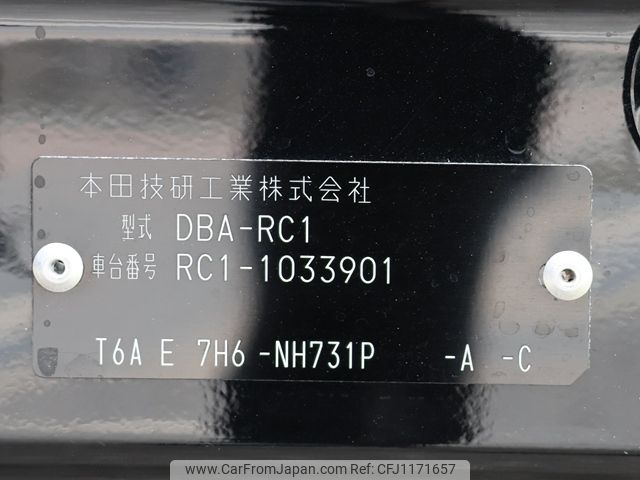 本田技研工業株式会社
型式 DBA-RC1
車台番号 RC1-1033901
T6A E 7H6 -NH731P -A -C
www.CarFromJapan.com Ref.Code: CFJ1171657